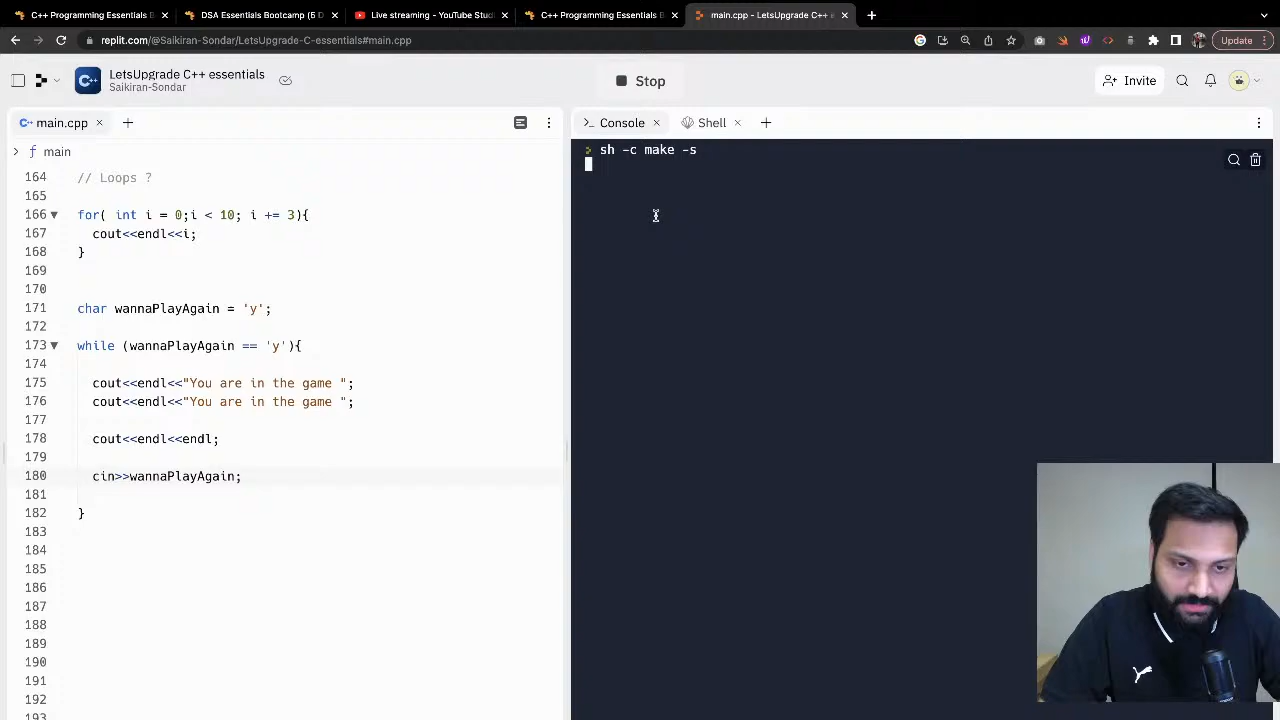 C++ Programming Essentials B
DSA Essentials Bootcamp (5 D
Live streaming - YouTube Stud
C++ Programming Essentials B
main.cpp - LetsUpgrade C++ e
replit.com/@Saikiran-Sondar/LetsUpgrade-C-essentials#main.cpp
Update
LetsUpgrade C++ essentials
Saikiran-Sondar
Stop
Invite
main.cpp
Console
Shell
main
sh -c make -s
164 // Loops ?
165
166 for( int i = 0;i < 10; i += 3){
167 cout<<endl<<i;
168 }
169
170
171 char wannaPlayAgain = 'y';
172
173 while (wannaPlayAgain == 'y'){
174
175 cout<<endl<<"You are in the game ";
176 cout<<endl<<"You are in the game ";
177
178 cout<<endl<<endl;
179
180 cin>>wannaPlayAgain;
181
182 }
183
184
185
186
187
188
189
190
191
192
193